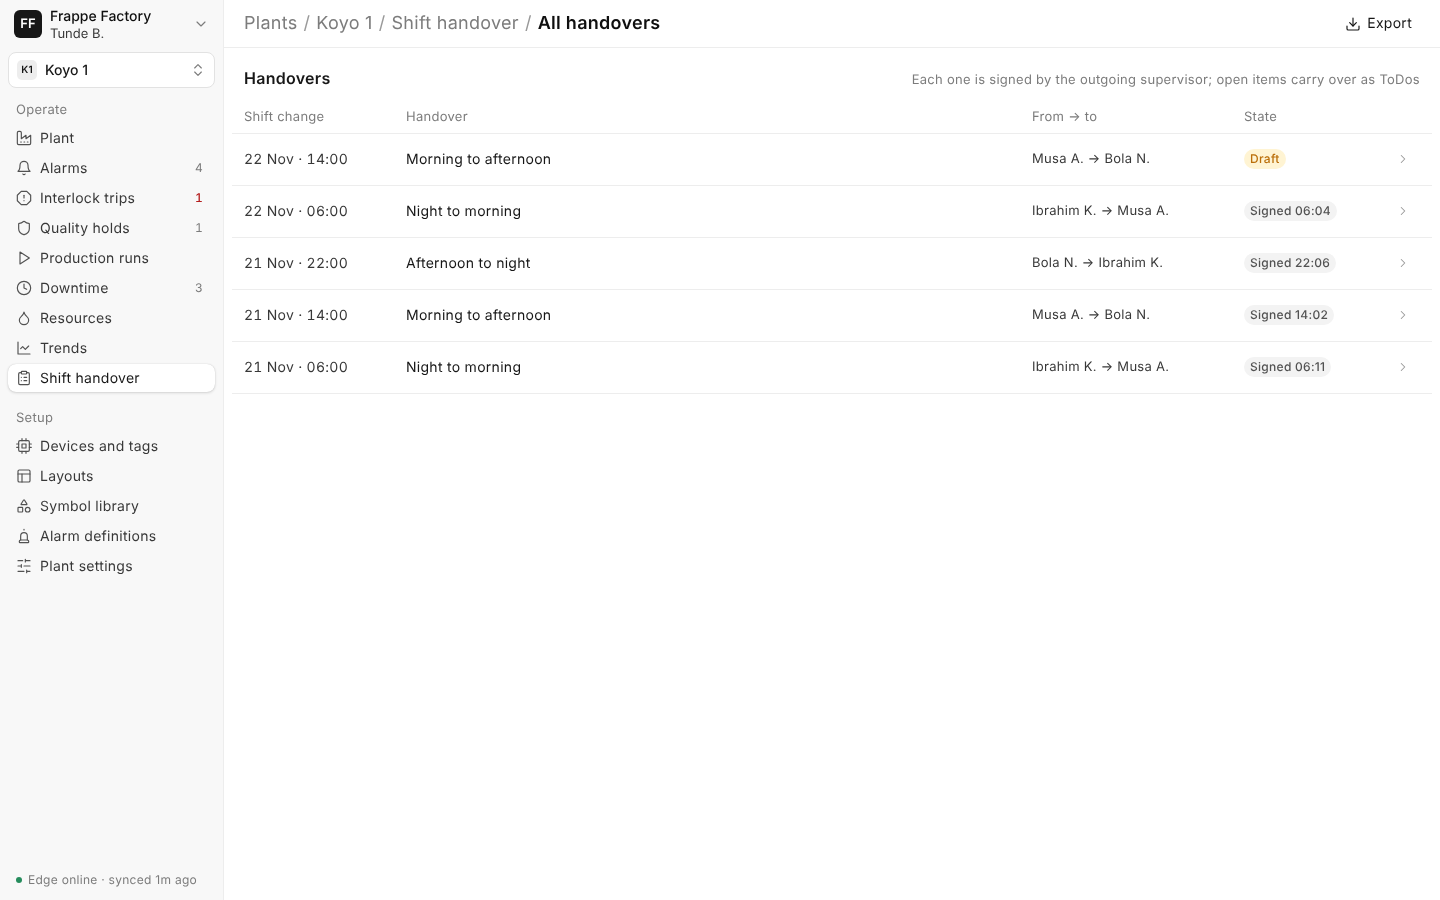 FF
Frappe Factory
Tunde B.
K1 Koyo 1
Operate
Plant
Alarms 4
Interlock trips 1
Quality holds 1
Production runs
Downtime 3
Resources
Trends
Shift handover
Setup
Devices and tags
Layouts
Symbol library
Alarm definitions
Plant settings
Edge online · synced 1m ago
Plants / Koyo 1 / Shift handover / All handovers
Export
Handovers
Each one is signed by the outgoing supervisor; open items carry over as ToDos
Shift change Handover From → to State
22 Nov · 14:00 Morning to afternoon Musa A. → Bola N. Draft
22 Nov · 06:00 Night to morning Ibrahim K. → Musa A. Signed 06:04
21 Nov · 22:00 Afternoon to night Bola N. → Ibrahim K. Signed 22:06
21 Nov · 14:00 Morning to afternoon Musa A. → Bola N. Signed 14:02
21 Nov · 06:00 Night to morning Ibrahim K. → Musa A. Signed 06:11